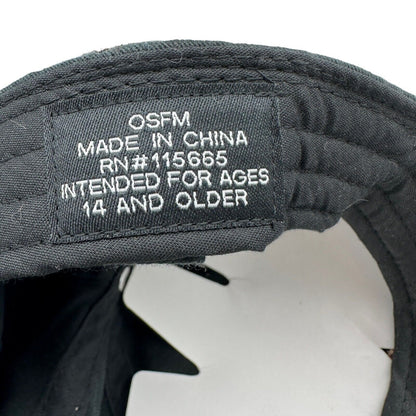 OSFM
MADE IN CHINA
RN#115665
INTENDED FOR AGES
14 AND OLDER